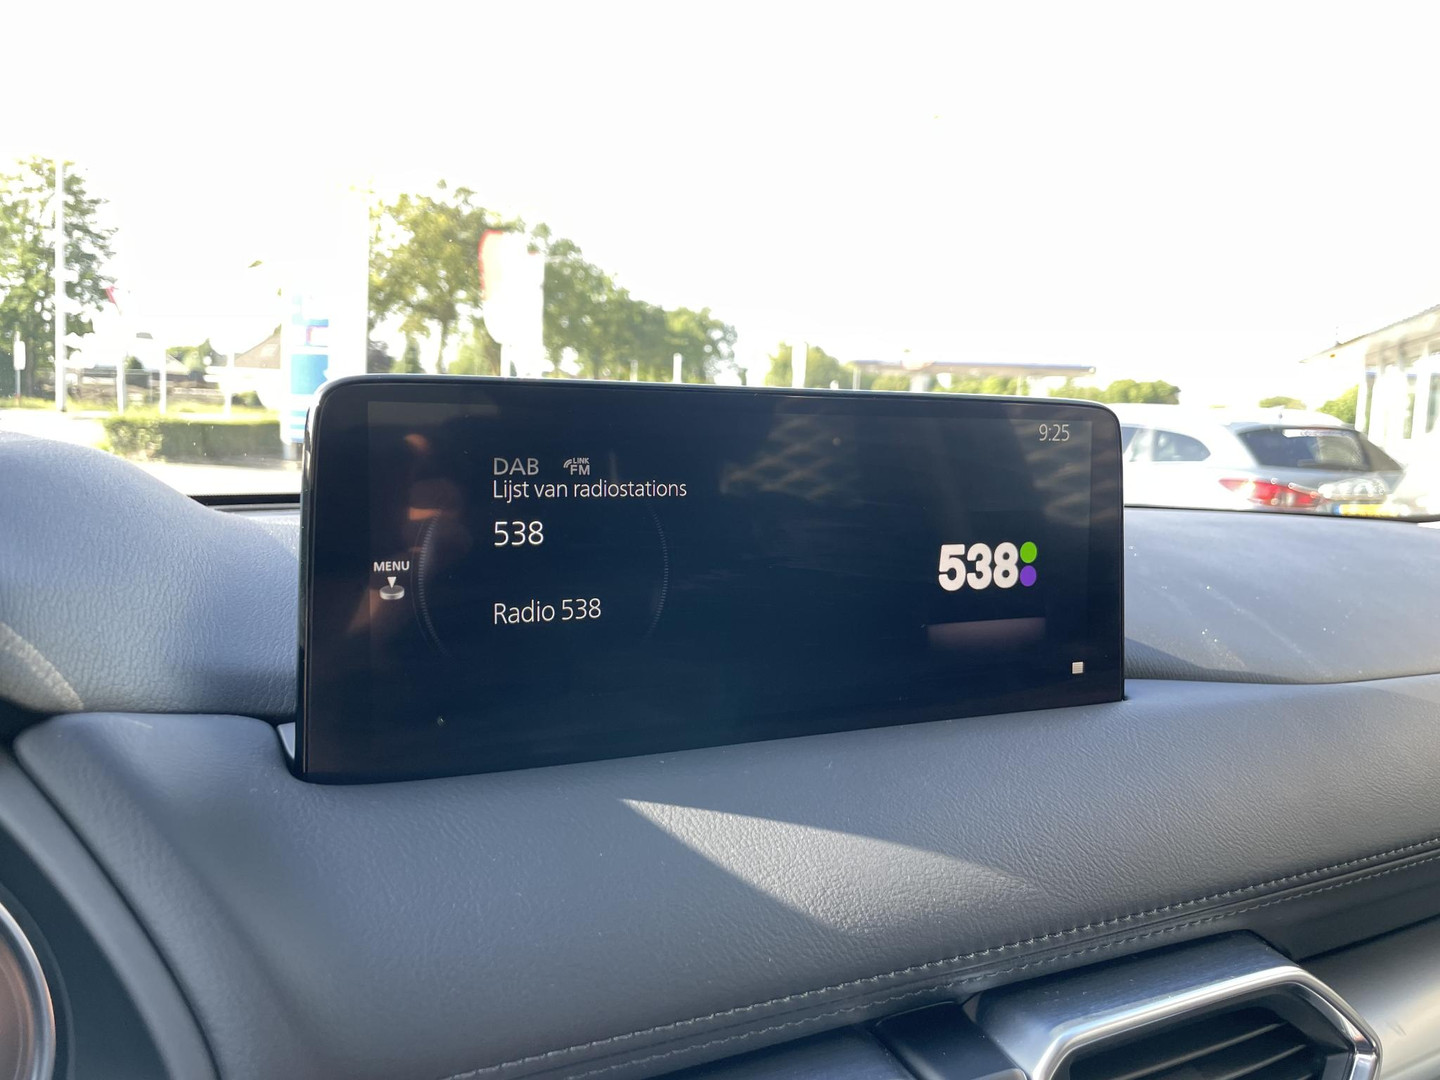 9:25
DAB LINK FM
Lijst van radiostations
538
MENU
538
Radio 538